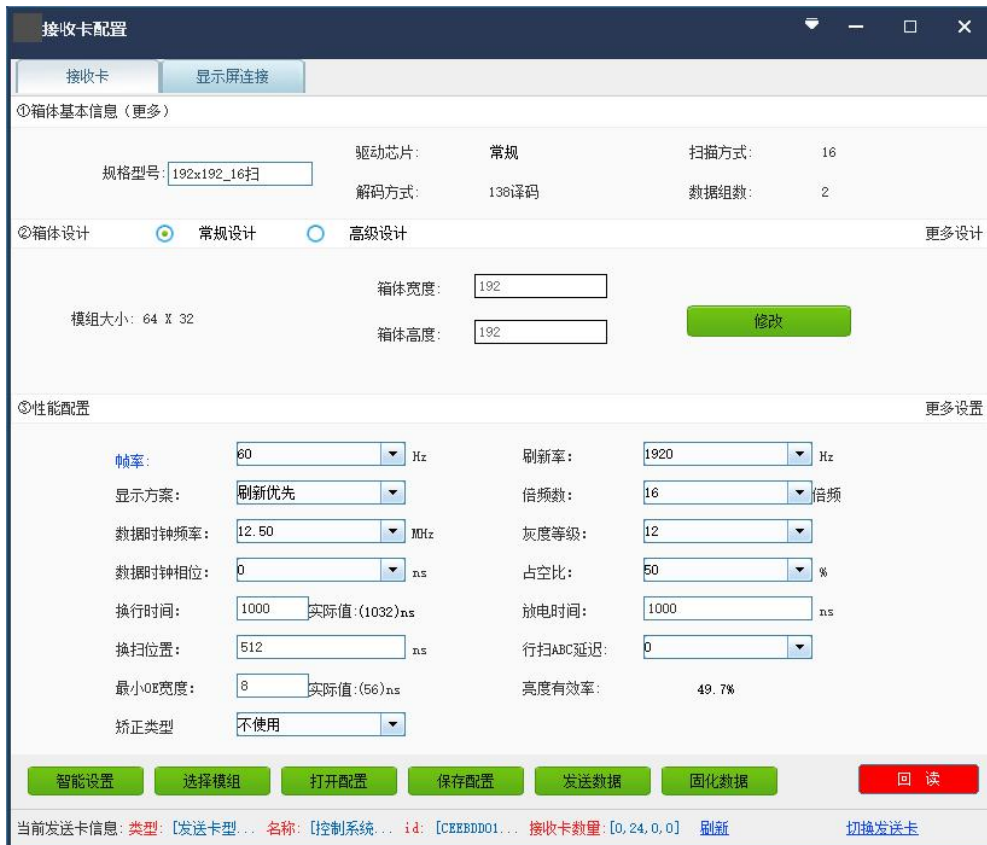 接收卡配置
接收卡 显示屏连接
①箱体基本信息（更多）
驱动芯片: 常规 扫描方式: 16
规格型号: 192x192_16扫
解码方式: 138译码 数据组数: 2
②箱体设计 常规设计 高级设计 更多设计
箱体宽度: 192
模组大小: 64 X 32 修改
箱体高度: 192
③性能配置 更多设置
帧率: 60 Hz 刷新率: 1920 Hz
显示方案: 刷新优先 倍频数: 16 倍频
数据时钟频率: 12.50 MHz 灰度等级: 12
数据时钟相位: 0 ns 占空比: 50 %
换行时间: 1000 实际值:(1032)ns 放电时间: 1000 ns
换扫位置: 512 ns 行扫ABC延迟: 0
最小OE宽度: 8 实际值:(56)ns 亮度有效率: 49.7%
矫正类型 不使用
智能设置 选择模组 打开配置 保存配置 发送数据 固化数据 回 读
当前发送卡信息: 类型: [发送卡型... 名称: [控制系统... id: [CEEBDD01... 接收卡数量:[0,24,0,0] 刷新 切换发送卡